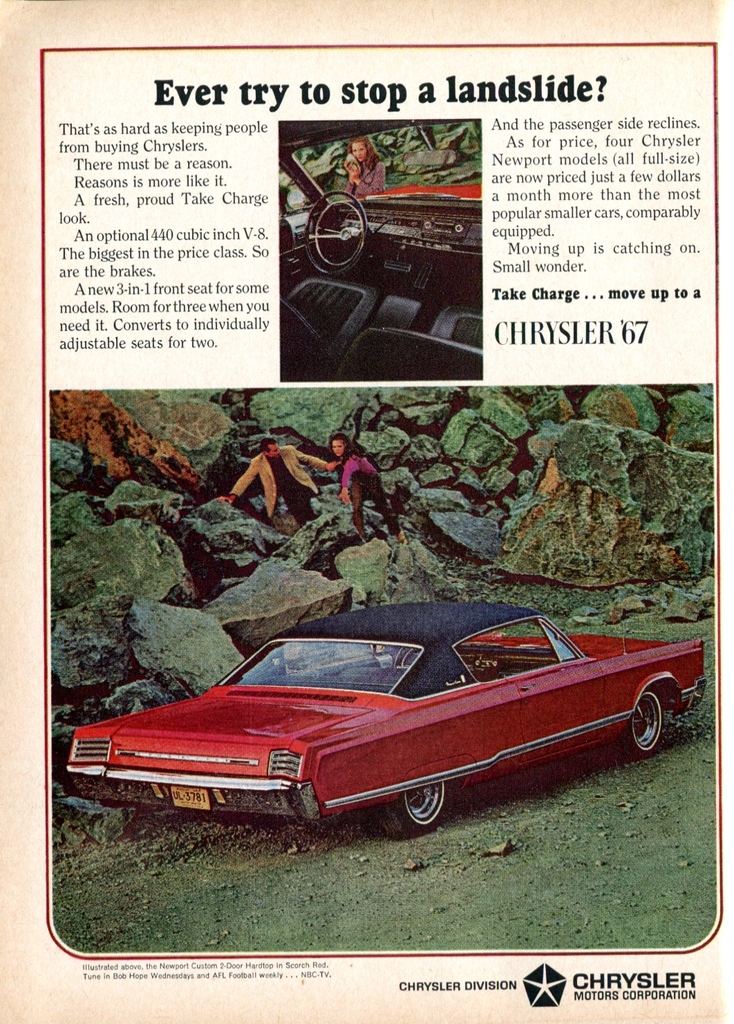 Ever try to stop a landslide?
That's as hard as keeping people
from buying Chryslers.
There must be a reason.
Reasons is more like it.
A fresh, proud Take Charge
look.
An optional 440 cubic inch V-8.
The biggest in the price class. So
are the brakes.
A new 3-in-1 front seat for some
models. Room for three when you
need it. Converts to individually
adjustable seats for two.
And the passenger side reclines.
As for price, four Chrysler
Newport models (all full-size)
are now priced just a few dollars
a month more than the most
popular smaller cars, comparably
equipped.
Moving up is catching on.
Small wonder.
Take Charge . . . move up to a
CHRYSLER '67
UL-3781
Illustrated above, the Newport Custom 2-Door Hardtop in Scorch Red.
Tune in Bob Hope Wednesdays and AFL Football weekly . . . NBC-TV.
CHRYSLER DIVISION
CHRYSLER
MOTORS CORPORATION